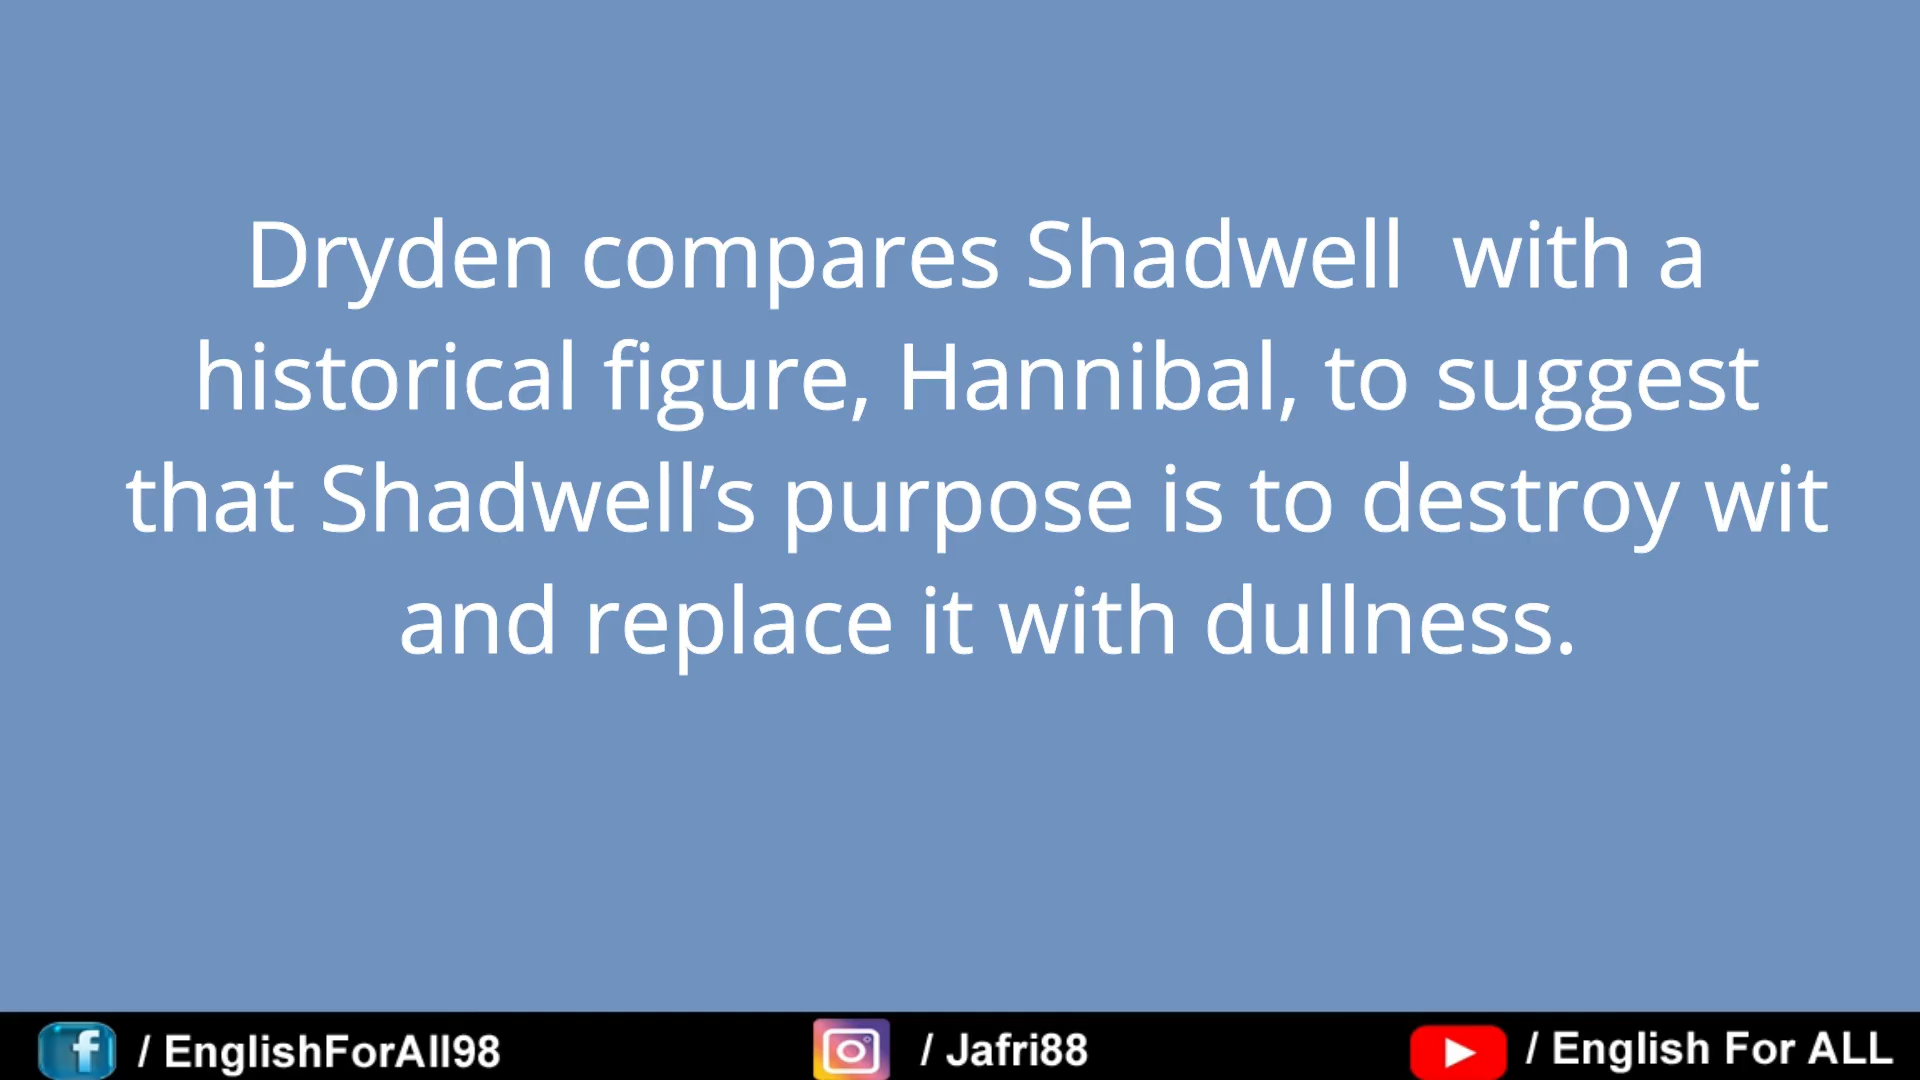 Dryden compares Shadwell  with a
historical figure, Hannibal, to suggest
that Shadwell’s purpose is to destroy wit
and replace it with dullness.
/ EnglishForAll98
/ Jafri88
/ English For ALL